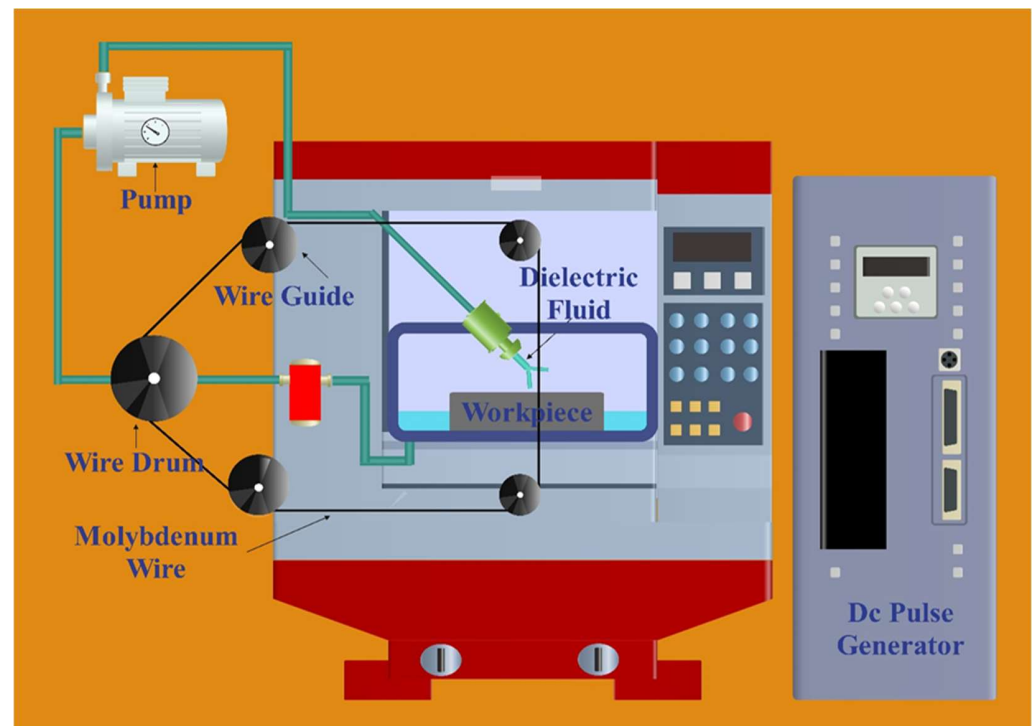 Pump
Wire Guide
Dielectric
Fluid
Workpiece
Wire Drum
Molybdenum
Wire
Dc Pulse
Generator